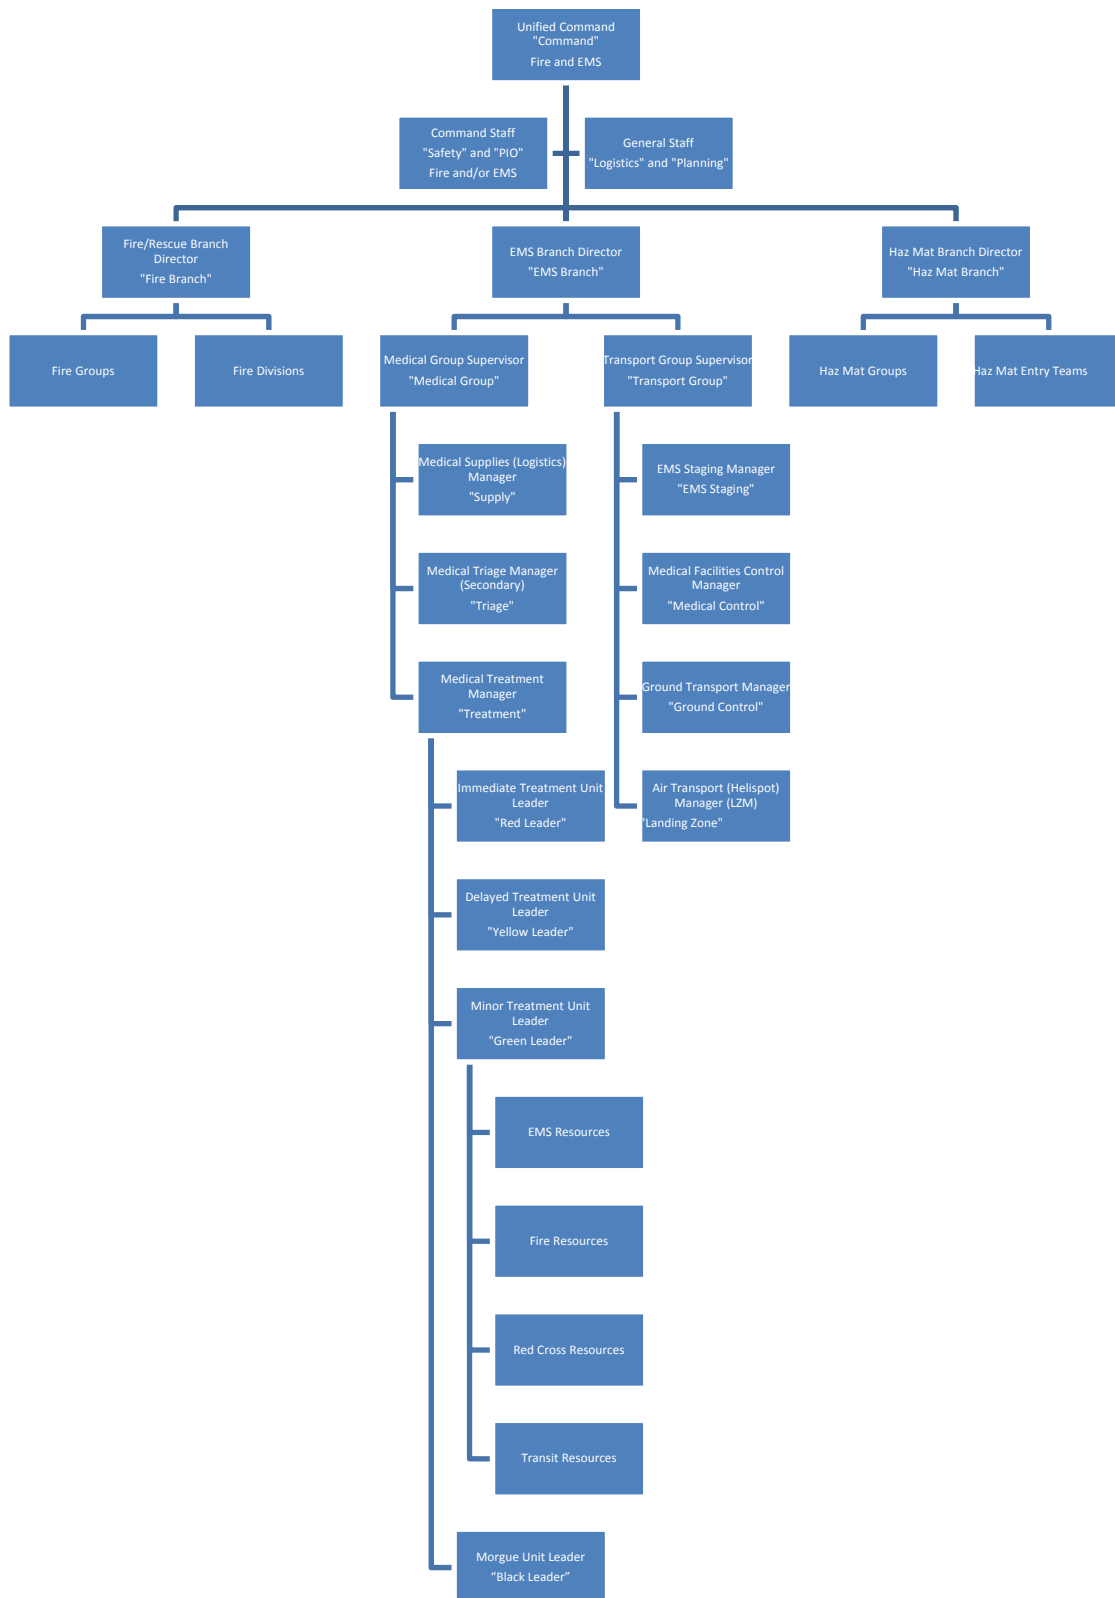 Unified Command
"Command"
Fire and EMS
Command Staff
"Safety" and "PIO"
Fire and/or EMS
General Staff
"Logistics" and "Planning"
Fire/Rescue Branch
Director
"Fire Branch"
EMS Branch Director
"EMS Branch"
Haz Mat Branch Director
"Haz Mat Branch"
Fire Groups
Fire Divisions
Medical Group Supervisor
"Medical Group"
Transport Group Supervisor
"Transport Group"
Haz Mat Groups
Haz Mat Entry Teams
Medical Supplies (Logistics)
Manager
"Supply"
EMS Staging Manager
"EMS Staging"
Medical Triage Manager
(Secondary)
"Triage"
Medical Facilities Control
Manager
"Medical Control"
Medical Treatment
Manager
"Treatment"
Ground Transport Manager
"Ground Control"
Immediate Treatment Unit
Leader
"Red Leader"
Air Transport (Helispot)
Manager (LZM)
"Landing Zone"
Delayed Treatment Unit
Leader
"Yellow Leader"
Minor Treatment Unit
Leader
"Green Leader"
EMS Resources
Fire Resources
Red Cross Resources
Transit Resources
Morgue Unit Leader
“Black Leader”